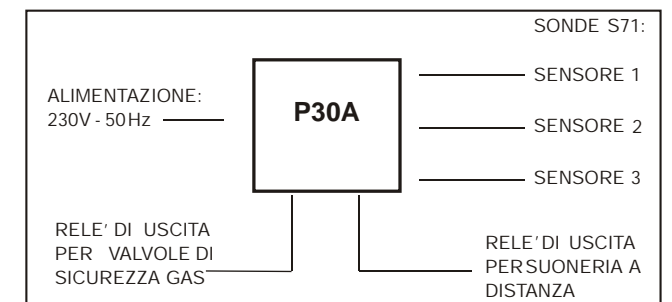 SONDE S71:
SENSORE 1
ALIMENTAZIONE:
230V - 50Hz
P30A
SENSORE 2
SENSORE 3
RELE' DI USCITA
PER VALVOLE DI
SICUREZZA GAS
RELE' DI USCITA
PER SUONERIA A
DISTANZA